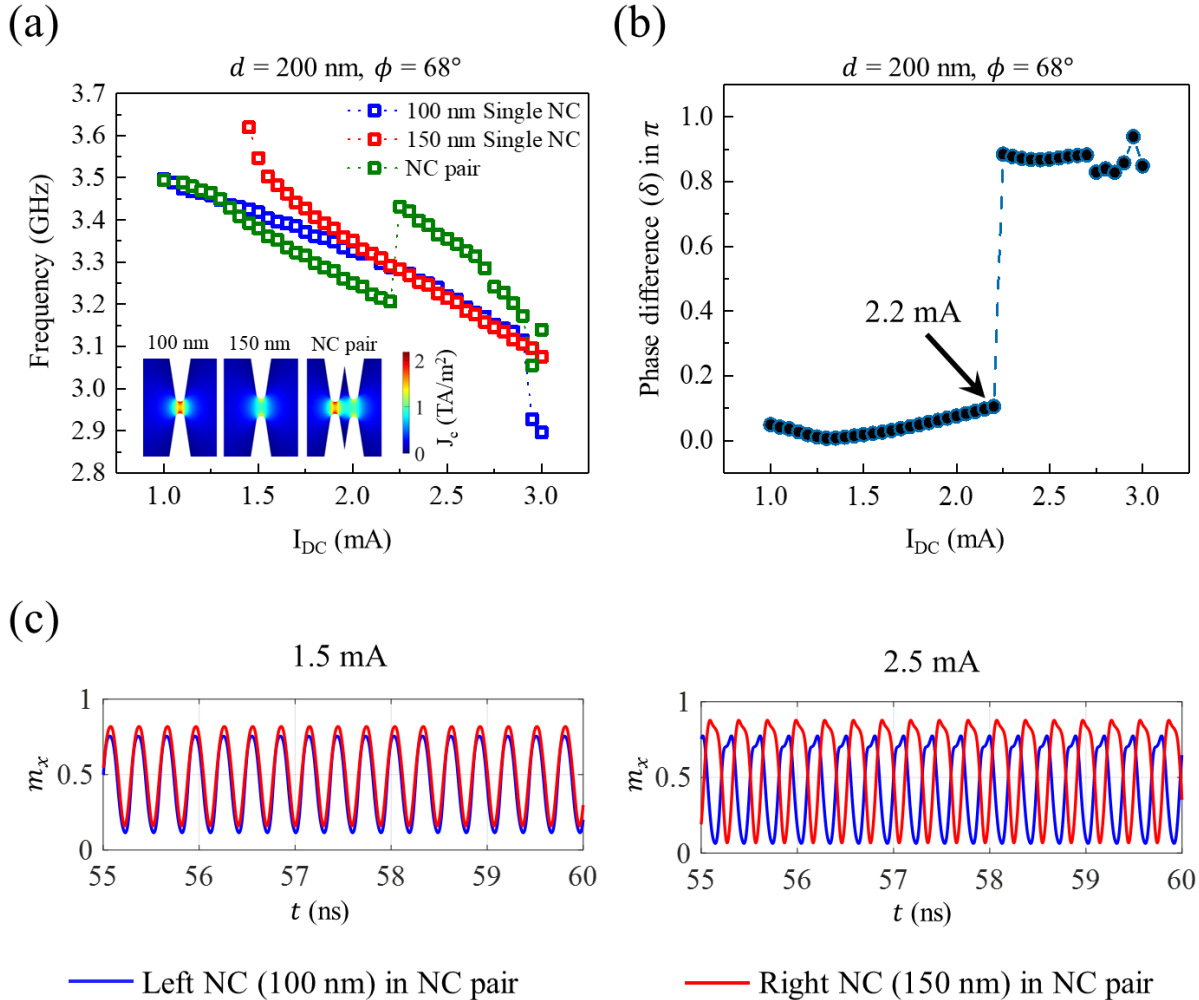 (a)
d = 200 nm, ϕ = 68°
3.7
3.6
3.5
3.4
3.3
3.2
3.1
3.0
2.9
2.8
Frequency (GHz)
100 nm Single NC
150 nm Single NC
NC pair
100 nm 150 nm NC pair
2
1
0
J_c (TA/m²)
1.0 1.5 2.0 2.5 3.0
I_DC (mA)
(b)
d = 200 nm, ϕ = 68°
1.0
0.8
0.6
0.4
0.2
0.0
Phase difference (δ) in π
2.2 mA
1.0 1.5 2.0 2.5 3.0
I_DC (mA)
(c)
1.5 mA
1
0.5
0
m_x
55 56 57 58 59 60
t (ns)
2.5 mA
1
0.5
0
m_x
55 56 57 58 59 60
t (ns)
Left NC (100 nm) in NC pair
Right NC (150 nm) in NC pair